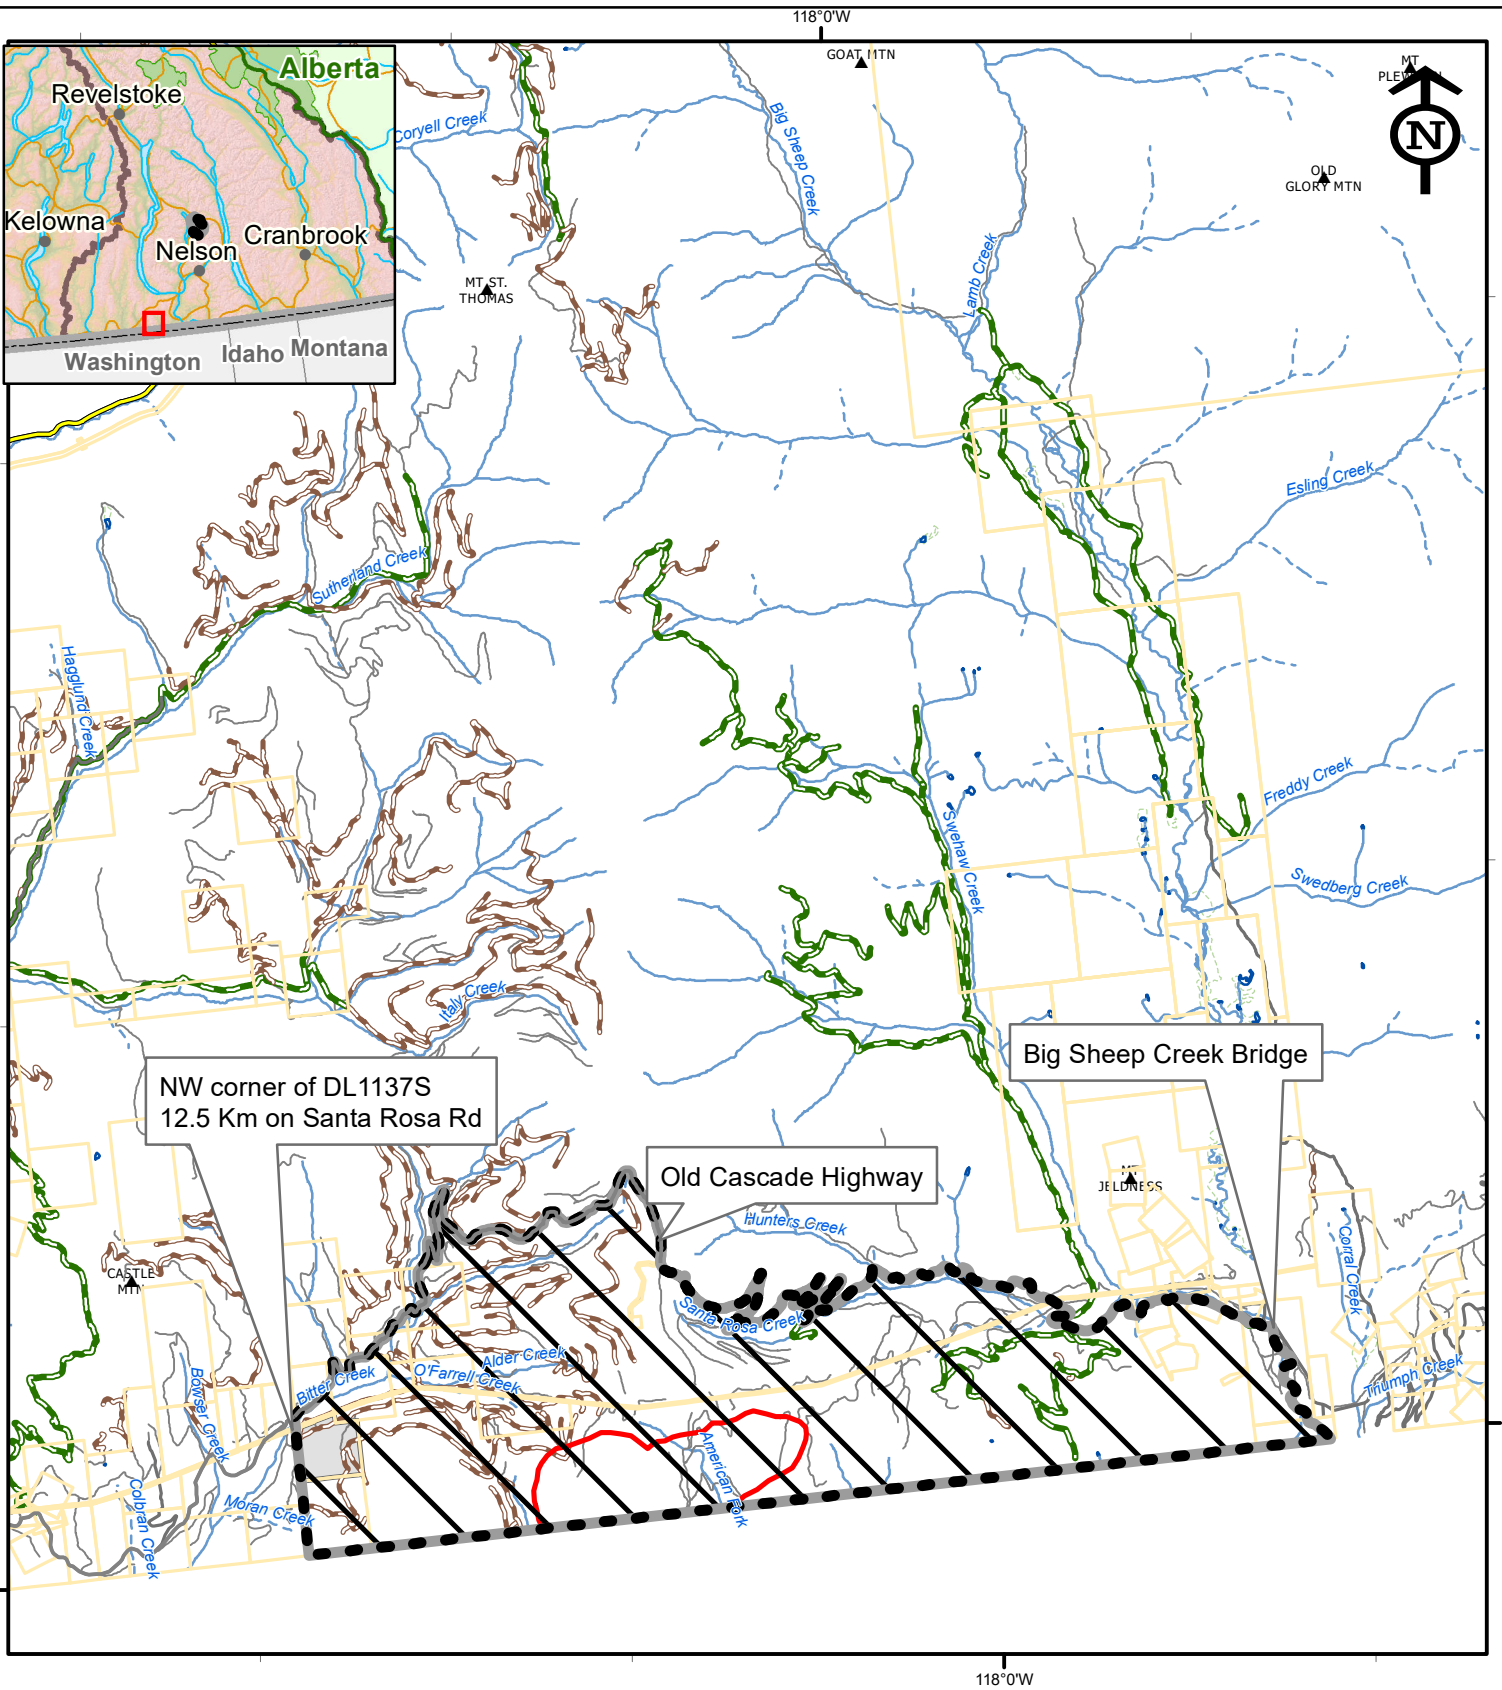 118°0'W
Alberta
Revelstoke
Kelowna
Nelson
Cranbrook
Washington
Idaho
Montana
GOAT MTN
MT
N
OLD
GLORY MTN
Coryell Creek
Big Sheep Creek
Lamb Creek
MT ST.
THOMAS
Esling Creek
Sutherland Creek
Hagglund Creek
Freddy Creek
Swehaw Creek
Swedberg Creek
Italy Creek
Big Sheep Creek Bridge
NW corner of DL1137S
12.5 Km on Santa Rosa Rd
Old Cascade Highway
MT
JELDNESS
Hunters Creek
Corral Creek
CASTLE
MTN
Santa Rosa Creek
Alder Creek
O'Farrell Creek
Bitter Creek
Bowser Creek
Triumph Creek
American Fork
Moran Creek
Colbran Creek
118°0'W